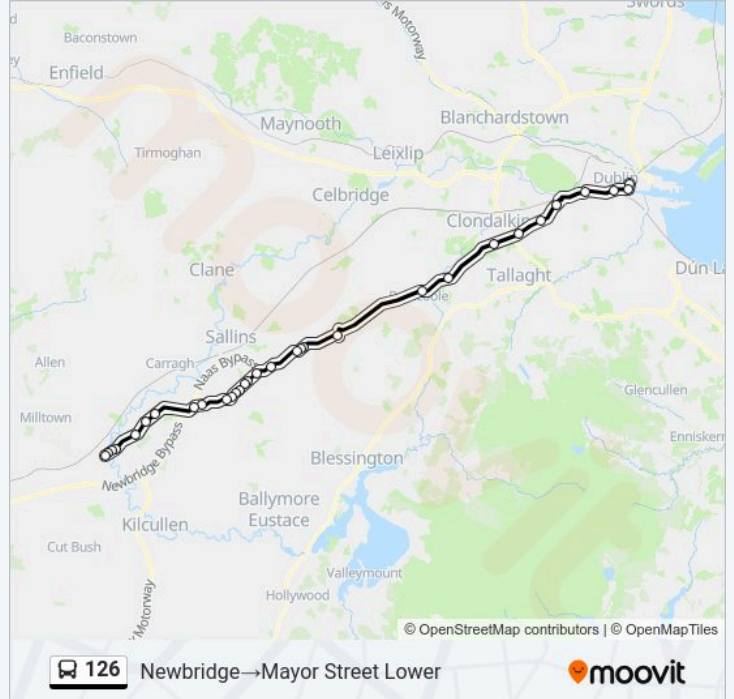 Swords
Baconstown
s Motorway
Enfield
Blanchardstown
Maynooth
Tirmoghan
Leixlip
Dublin
Celbridge
Clondalkin
Clane
Tallaght
Dún La
Sallins
Allen
Carragh
Naas Bypass
Glencullen
Milltown
Enniskerr
Newbridge Bypass
Blessington
Ballymore
Eustace
Kilcullen
Cut Bush
Valleymount
Hollywood
Motorway
© OpenStreetMap contributors | © OpenMapTiles
126 Newbridge→Mayor Street Lower moovit